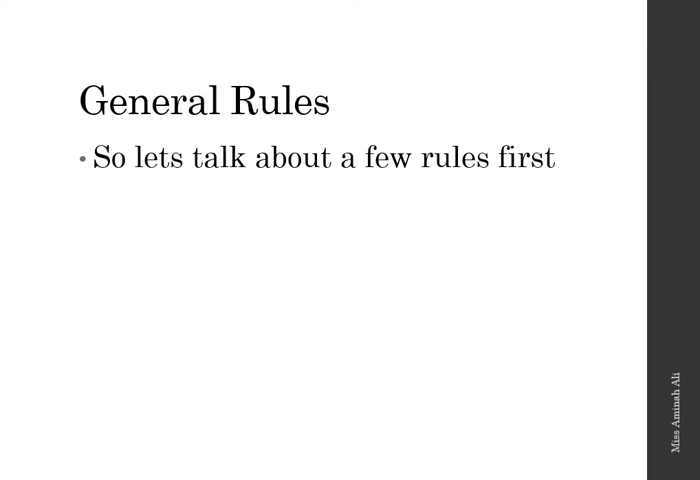 General Rules
• So lets talk about a few rules first
Miss Aminah Ali